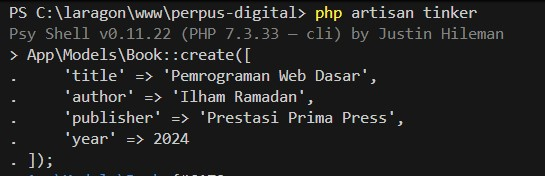 PS C:\laragon\www\perpus-digital> php artisan tinker
Psy Shell v0.11.22 (PHP 7.3.33 — cli) by Justin Hileman
> App\Models\Book::create([
.     'title' => 'Pemrograman Web Dasar',
.     'author' => 'Ilham Ramadan',
.     'publisher' => 'Prestasi Prima Press',
.     'year' => 2024
. ]);